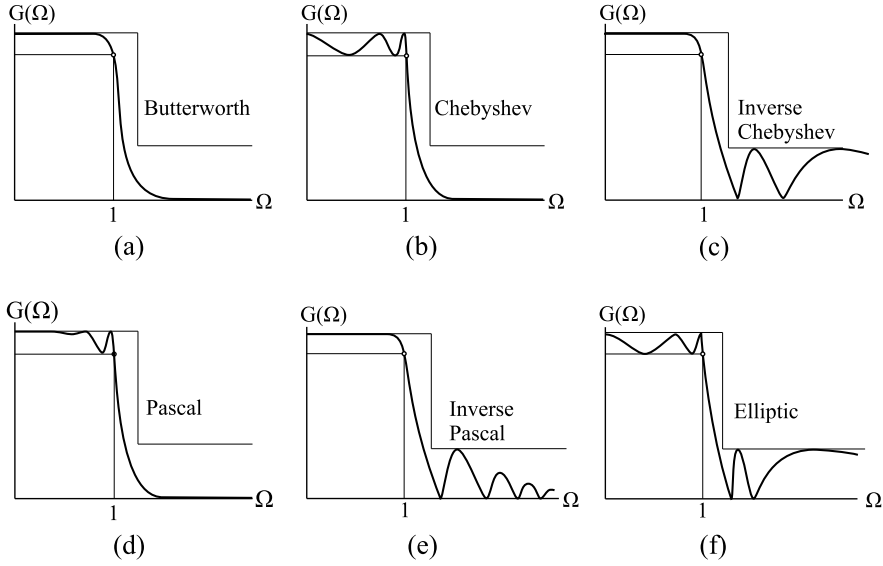 G(Ω)
Butterworth
Ω
1
(a)
G(Ω)
Chebyshev
Ω
1
(b)
G(Ω)
Inverse
Chebyshev
Ω
1
(c)
G(Ω)
Pascal
Ω
1
(d)
G(Ω)
Inverse
Pascal
Ω
1
(e)
G(Ω)
Elliptic
Ω
1
(f)